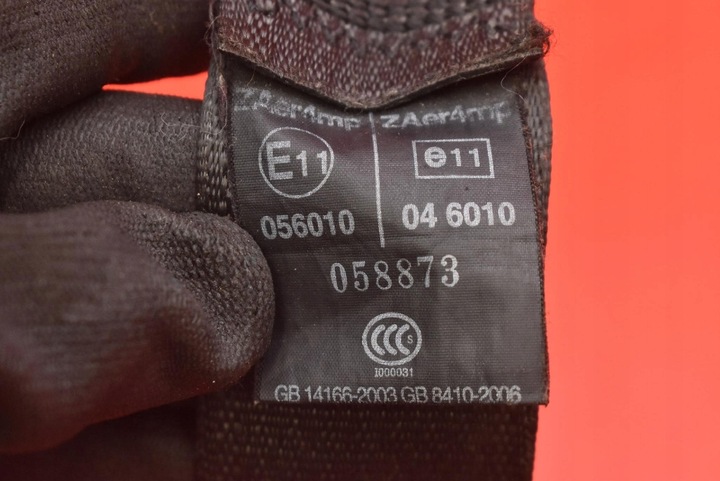 ZAer4mp ZAer4mp
E11 e11
056010 04 6010
058873
CCC S
I000031
GB 14166-2003 GB 8410-2006